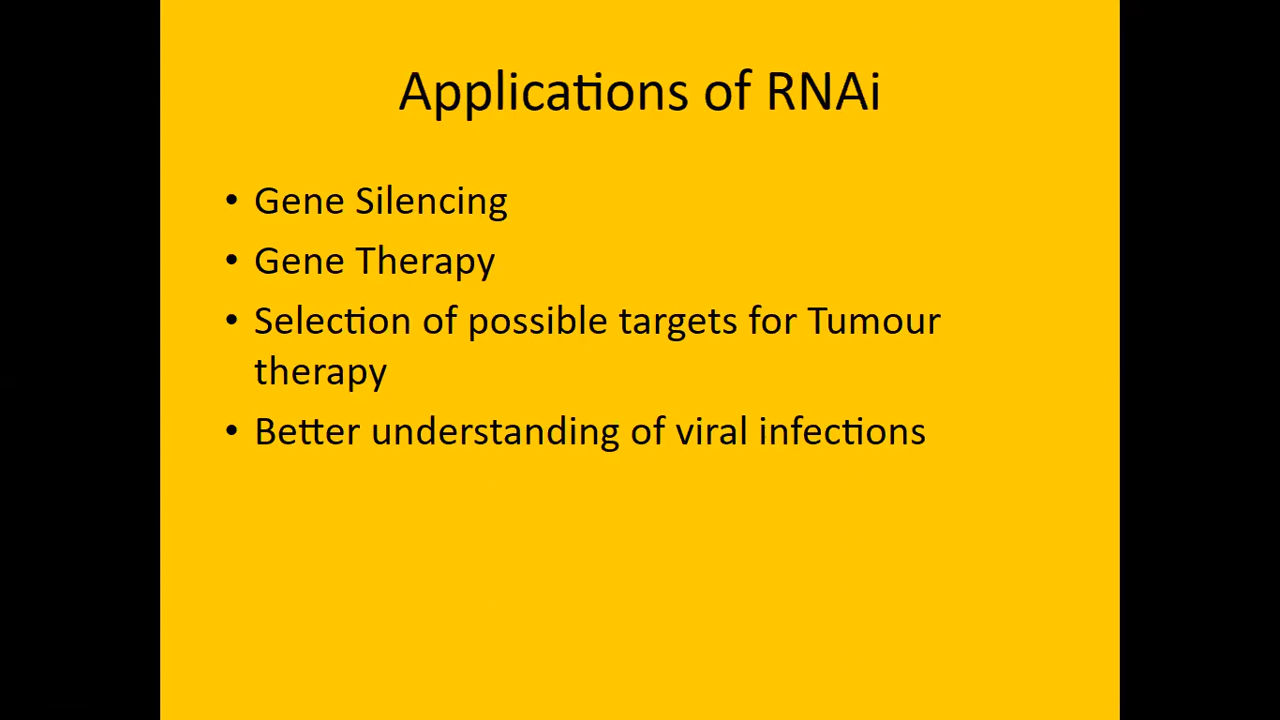 Applications of RNAi
• Gene Silencing
• Gene Therapy
• Selection of possible targets for Tumour
therapy
• Better understanding of viral infections